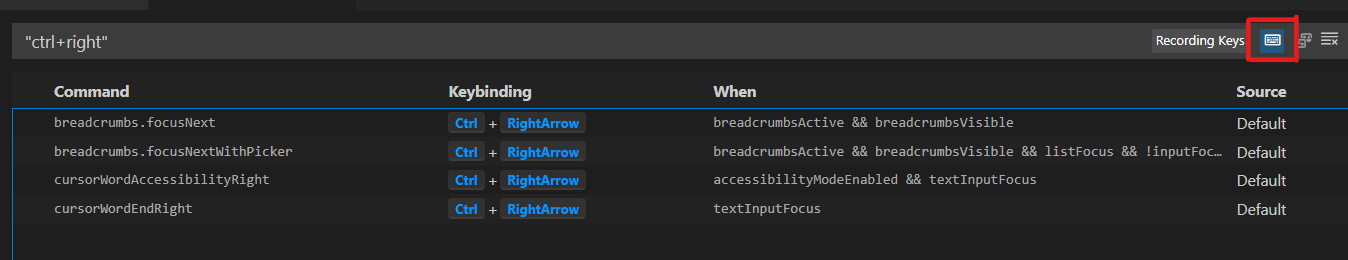 "ctrl+right" Recording Keys
Command Keybinding When Source
breadcrumbs.focusNext Ctrl + RightArrow breadcrumbsActive && breadcrumbsVisible Default
breadcrumbs.focusNextWithPicker Ctrl + RightArrow breadcrumbsActive && breadcrumbsVisible && listFocus && !inputFoc… Default
cursorWordAccessibilityRight Ctrl + RightArrow accessibilityModeEnabled && textInputFocus Default
cursorWordEndRight Ctrl + RightArrow textInputFocus Default